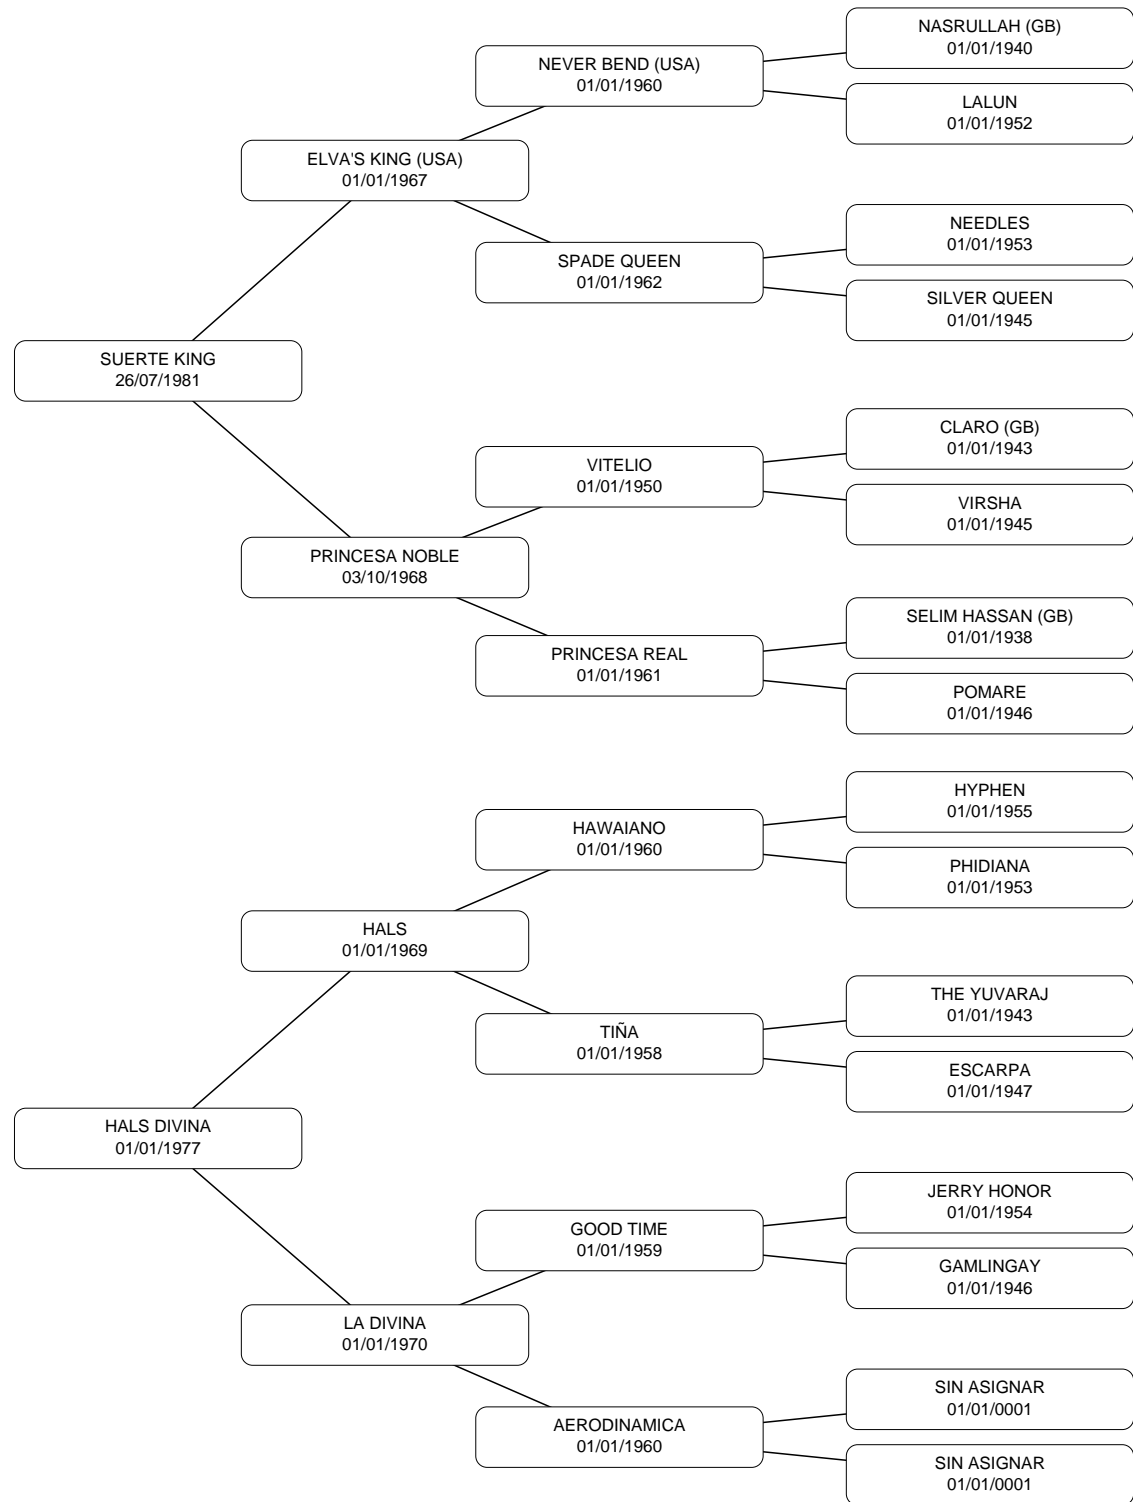 NASRULLAH (GB)
01/01/1940
NEVER BEND (USA)
01/01/1960
LALUN
01/01/1952
ELVA'S KING (USA)
01/01/1967
NEEDLES
01/01/1953
SPADE QUEEN
01/01/1962
SILVER QUEEN
01/01/1945
SUERTE KING
26/07/1981
CLARO (GB)
01/01/1943
VITELIO
01/01/1950
VIRSHA
01/01/1945
PRINCESA NOBLE
03/10/1968
SELIM HASSAN (GB)
01/01/1938
PRINCESA REAL
01/01/1961
POMARE
01/01/1946
HYPHEN
01/01/1955
HAWAIANO
01/01/1960
PHIDIANA
01/01/1953
HALS
01/01/1969
THE YUVARAJ
01/01/1943
TIÑA
01/01/1958
ESCARPA
01/01/1947
HALS DIVINA
01/01/1977
JERRY HONOR
01/01/1954
GOOD TIME
01/01/1959
GAMLINGAY
01/01/1946
LA DIVINA
01/01/1970
SIN ASIGNAR
01/01/0001
AERODINAMICA
01/01/1960
SIN ASIGNAR
01/01/0001